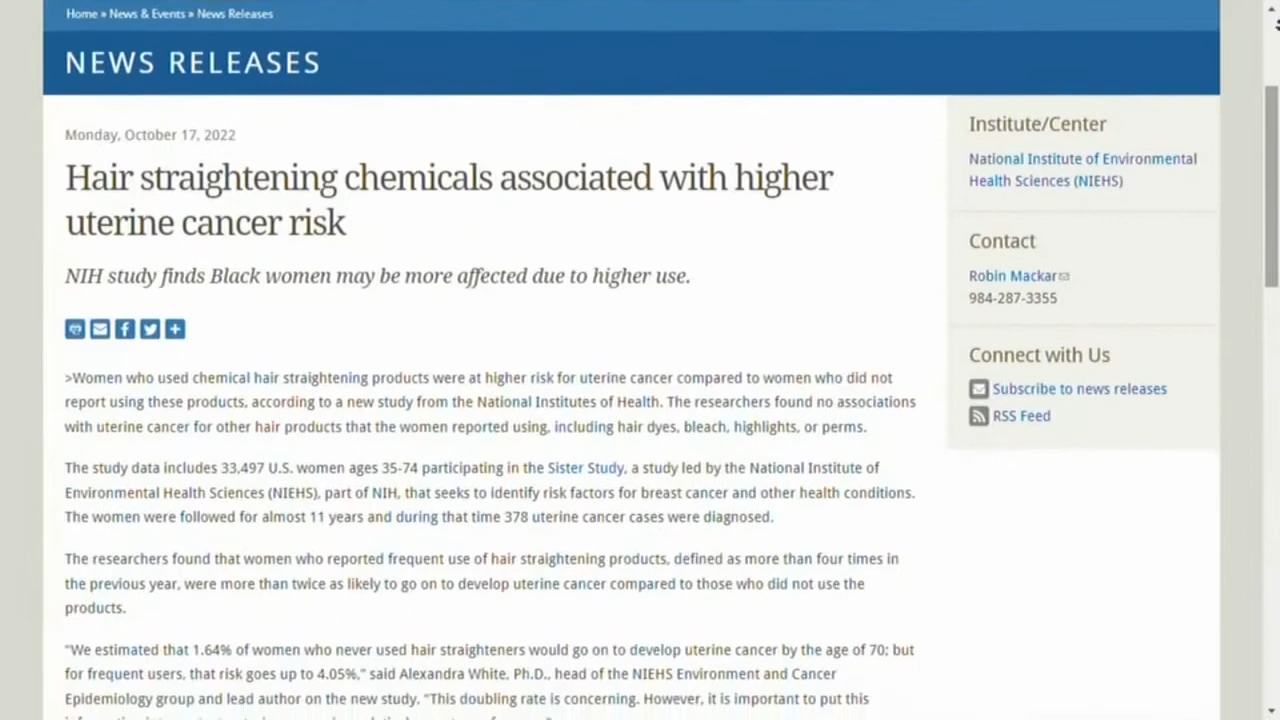 Home » News & Events » News Releases
NEWS RELEASES
Monday, October 17, 2022
Hair straightening chemicals associated with higher
uterine cancer risk
NIH study finds Black women may be more affected due to higher use.
>Women who used chemical hair straightening products were at higher risk for uterine cancer compared to women who did not
report using these products, according to a new study from the National Institutes of Health. The researchers found no associations
with uterine cancer for other hair products that the women reported using, including hair dyes, bleach, highlights, or perms.
The study data includes 33,497 U.S. women ages 35-74 participating in the Sister Study, a study led by the National Institute of
Environmental Health Sciences (NIEHS), part of NIH, that seeks to identify risk factors for breast cancer and other health conditions.
The women were followed for almost 11 years and during that time 378 uterine cancer cases were diagnosed.
The researchers found that women who reported frequent use of hair straightening products, defined as more than four times in
the previous year, were more than twice as likely to go on to develop uterine cancer compared to those who did not use the
products.
"We estimated that 1.64% of women who never used hair straighteners would go on to develop uterine cancer by the age of 70; but
for frequent users, that risk goes up to 4.05%," said Alexandra White, Ph.D., head of the NIEHS Environment and Cancer
Epidemiology group and lead author on the new study. "This doubling rate is concerning. However, it is important to put this
Institute/Center
National Institute of Environmental
Health Sciences (NIEHS)
Contact
Robin Mackar
984-287-3355
Connect with Us
Subscribe to news releases
RSS Feed